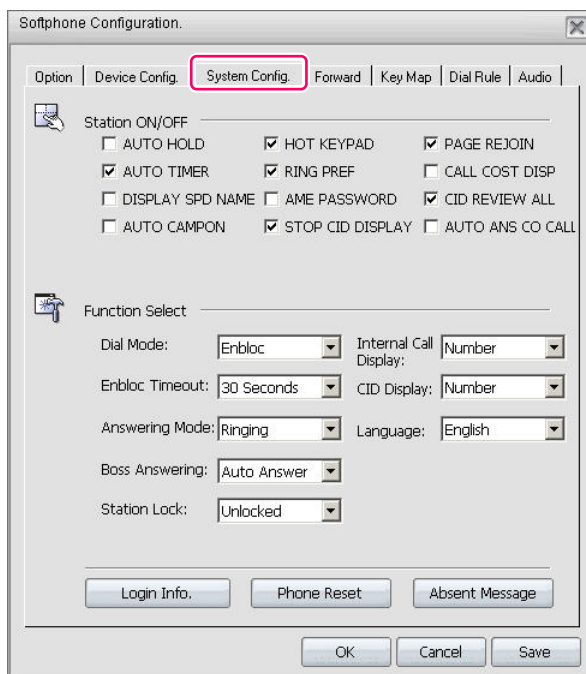 Softphone Configuration.
Option Device Config. System Config. Forward Key Map Dial Rule Audio
Station ON/OFF
AUTO HOLD HOT KEYPAD PAGE REJOIN
AUTO TIMER RING PREF CALL COST DISP
DISPLAY SPD NAME AME PASSWORD CID REVIEW ALL
AUTO CAMPON STOP CID DISPLAY AUTO ANS CO CALL
Function Select
Dial Mode: Enbloc Internal Call Display: Number
Enbloc Timeout: 30 Seconds CID Display: Number
Answering Mode: Ringing Language: English
Boss Answering: Auto Answer
Station Lock: Unlocked
Login Info. Phone Reset Absent Message
OK Cancel Save